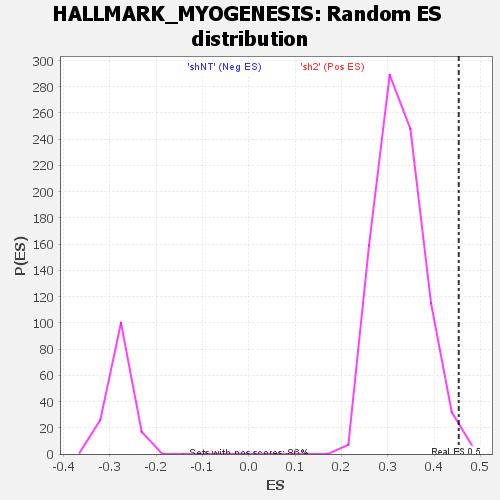 HALLMARK_MYOGENESIS: Random ES
distribution
'shNT' (Neg ES) 'sh2' (Pos ES)
300
280
260
240
220
200
180
160
140
120
100
80
60
40
20
0
P(ES)
Sets with pos scores: 86%
Real ES 0.5
-0.4 -0.3 -0.2 -0.1 0.0 0.1 0.2 0.3 0.4 0.5
ES